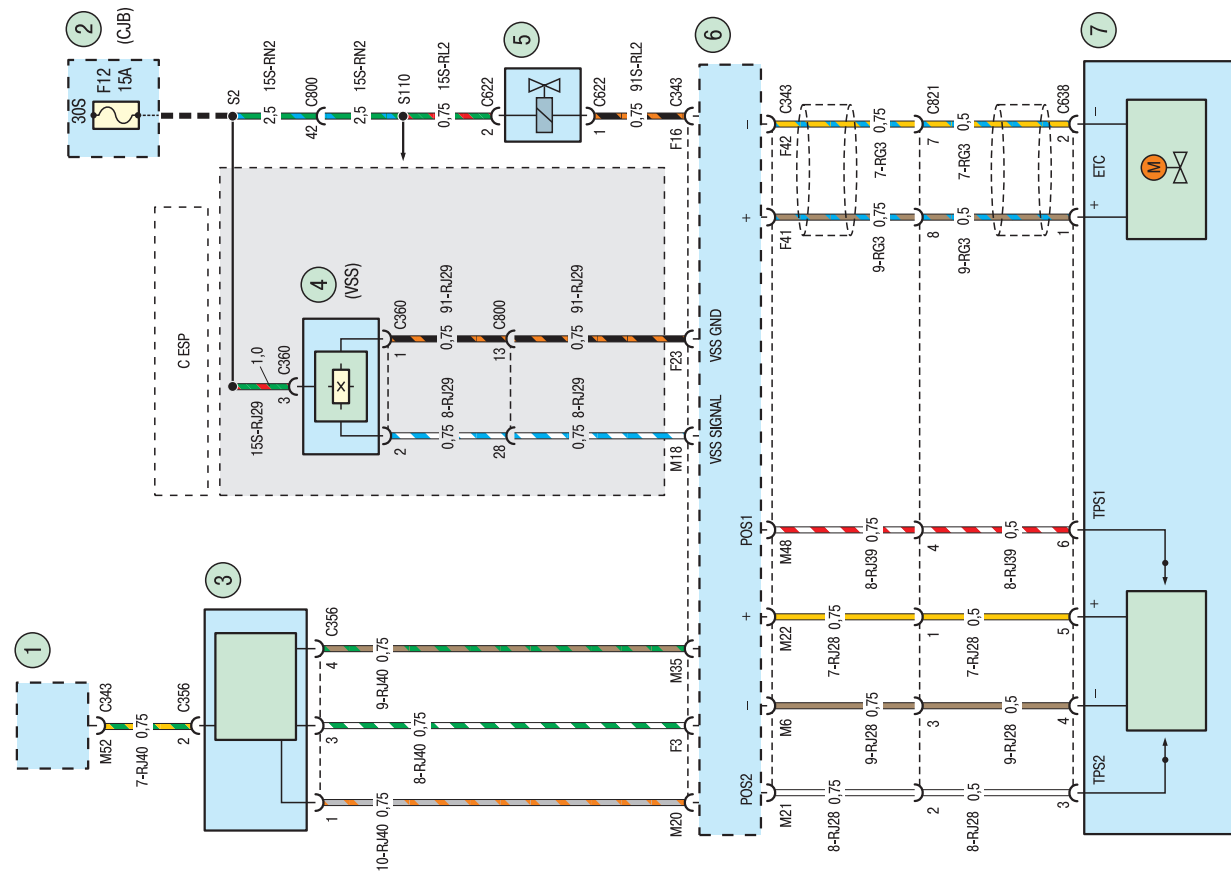 1
M52
C343
7-RJ40 0,75
2
C356
3
1
3
4
C356
10-RJ40 0,75
8-RJ40 0,75
9-RJ40 0,75
M20
F3
M35
C ESP
2
(CJB)
30S
F12
15A
S2
2,5
15S-RN2
42
C800
2,5
15S-RN2
S110
0,75
15S-RL2
2
C622
5
1
C622
0,75
91S-RL2
F16
C343
15S-RJ29
1,0
3
C360
4
(VSS)
2
1
C360
0,75
8-RJ29
0,75
91-RJ29
28
13
C800
0,75
8-RJ29
0,75
91-RJ29
M18
F23
6
VSS SIGNAL
VSS GND
POS2
−
+
POS1
+
−
M21
M6
M22
M48
F41
F42
C343
8-RJ28 0,75
9-RJ28 0,75
7-RJ28 0,75
8-RJ39 0,75
9-RG3 0,75
7-RG3 0,75
2
3
1
4
8
7
C821
8-RJ28 0,5
9-RJ28 0,5
7-RJ28 0,5
8-RJ39 0,5
9-RG3 0,5
7-RG3 0,5
3
4
5
6
1
2
C638
7
TPS2
−
+
TPS1
+
ETC
−
M